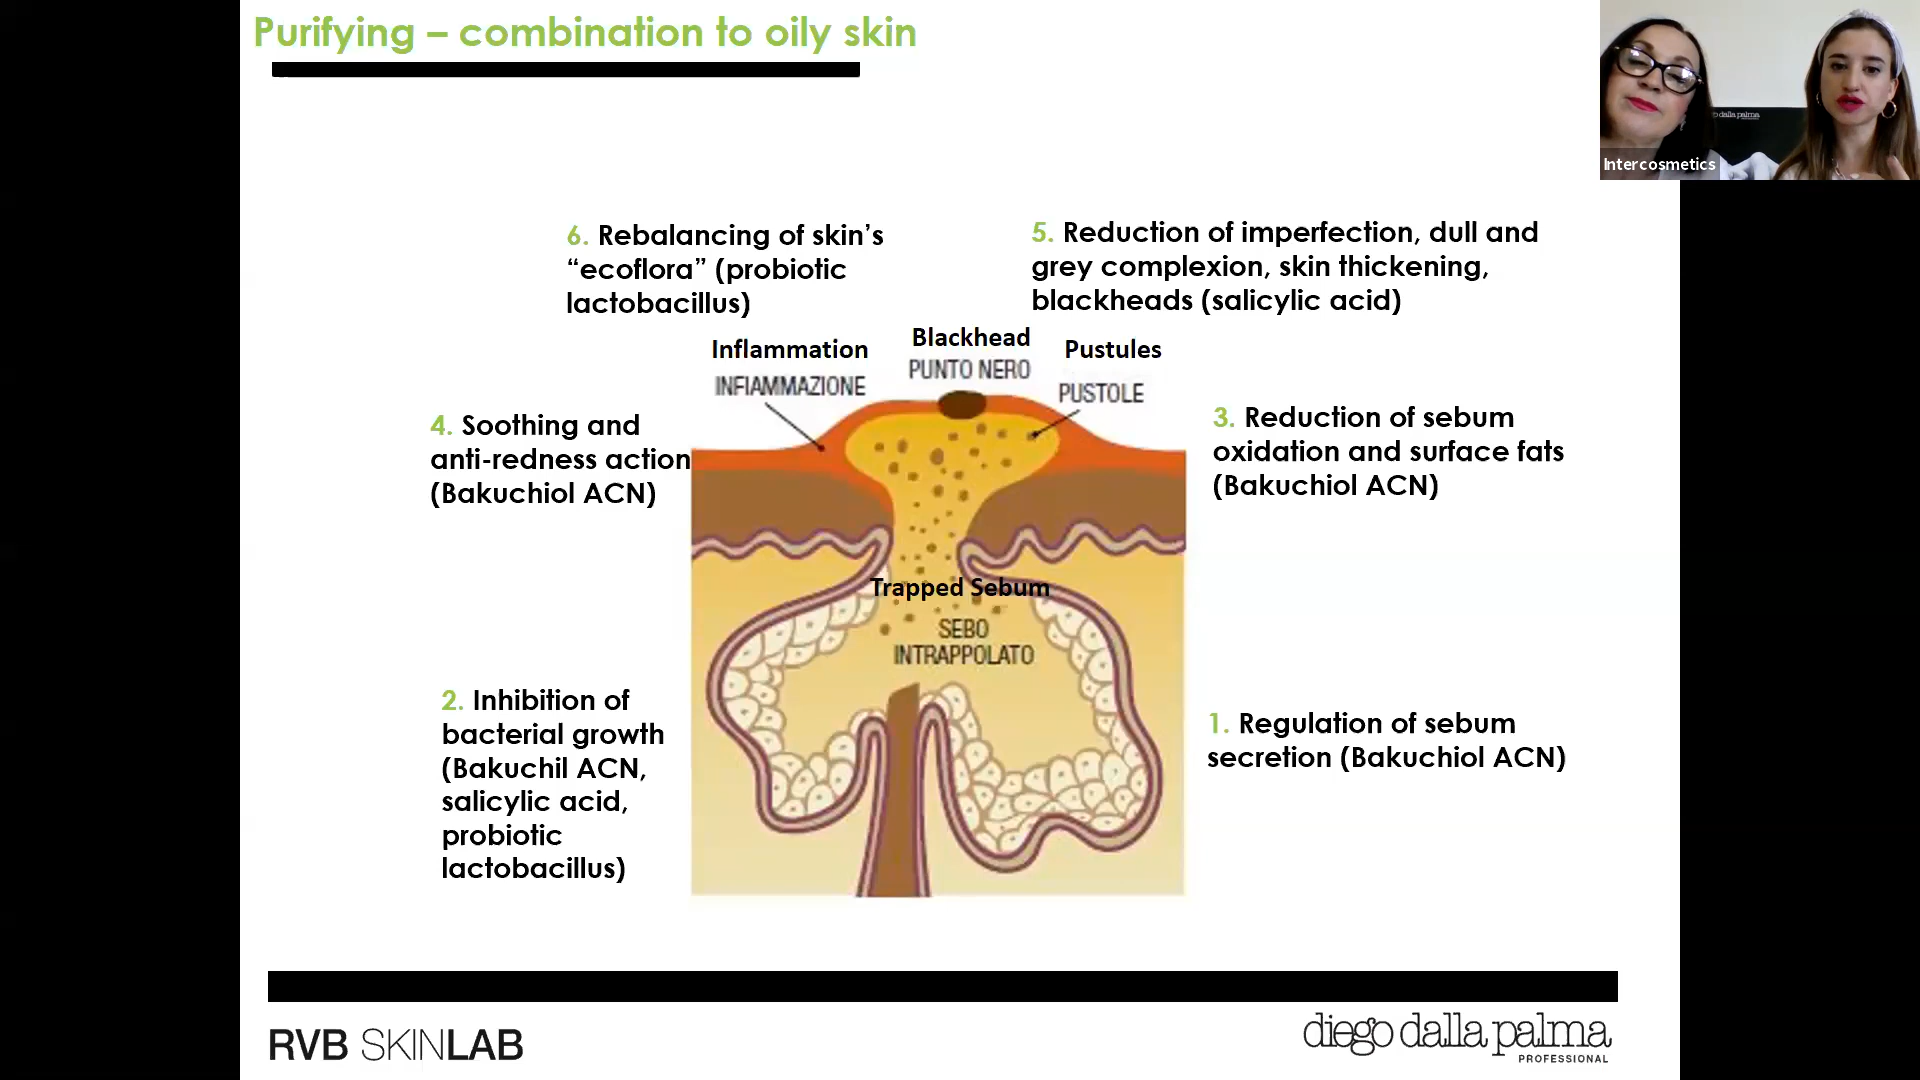 Purifying – combination to oily skin
dalla palma
Intercosmetics
6. Rebalancing of skin’s
“ecoflora” (probiotic
lactobacillus)
5. Reduction of imperfection, dull and
grey complexion, skin thickening,
blackheads (salicylic acid)
Inflammation
INFIAMMAZIONE
Blackhead
PUNTO NERO
Pustules
PUSTOLE
4. Soothing and
anti-redness action
(Bakuchiol ACN)
3. Reduction of sebum
oxidation and surface fats
(Bakuchiol ACN)
Trapped Sebum
SEBO
INTRAPPOLATO
2. Inhibition of
bacterial growth
(Bakuchil ACN,
salicylic acid,
probiotic
lactobacillus)
1. Regulation of sebum
secretion (Bakuchiol ACN)
RVB SKINLAB
diego dalla palma
PROFESSIONAL